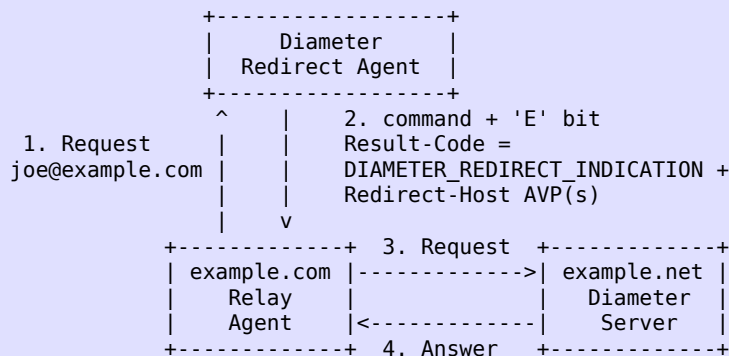 Diameter
Redirect Agent
2. command + 'E' bit
1. Request Result-Code =
joe@example.com DIAMETER_REDIRECT_INDICATION +
Redirect-Host AVP(s)
3. Request
example.com example.net
Relay Diameter
Agent Server
4. Answer